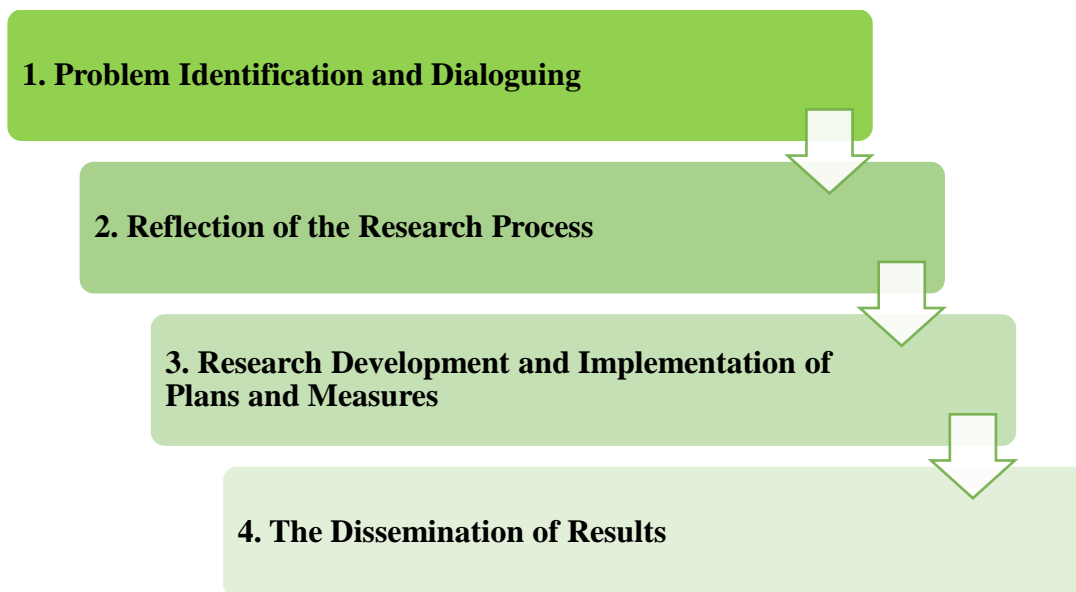 1. Problem Identification and Dialoguing
2. Reflection of the Research Process
3. Research Development and Implementation of
Plans and Measures
4. The Dissemination of Results